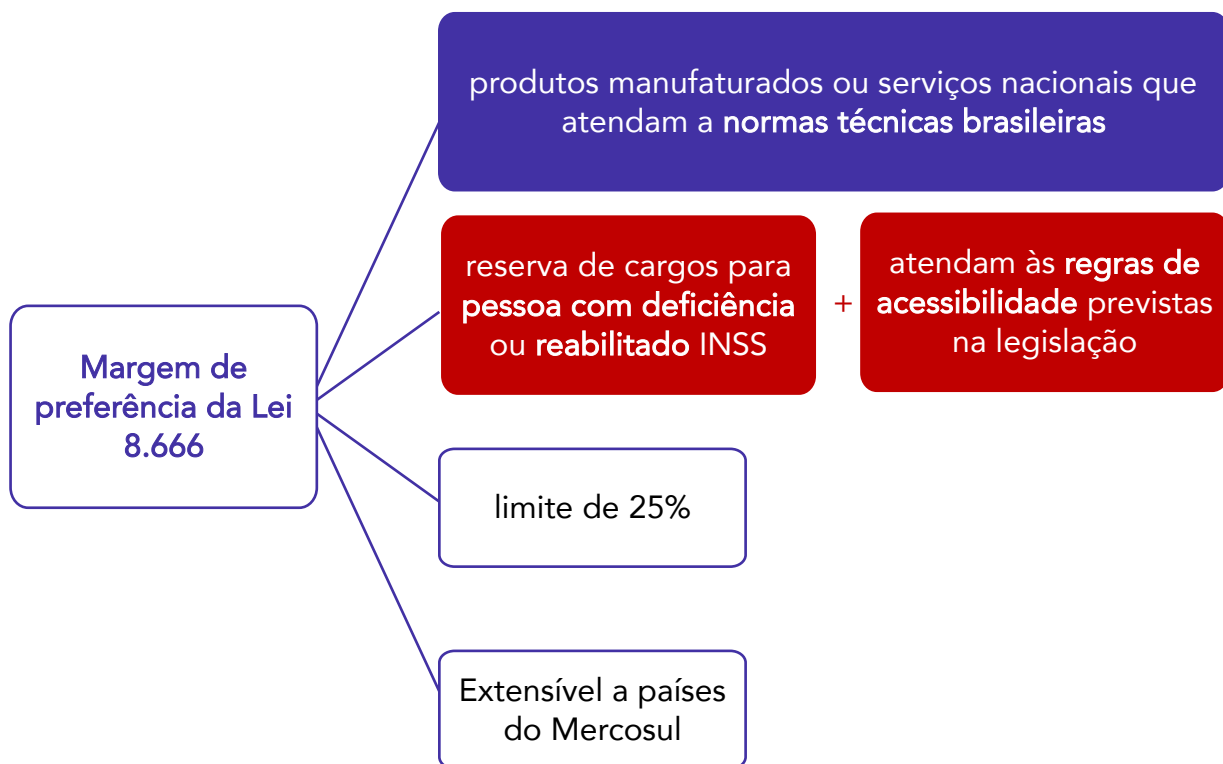 produtos manufaturados ou serviços nacionais que
atendam a normas técnicas brasileiras
reserva de cargos para
pessoa com deficiência
ou reabilitado INSS
+
atendam às regras de
acessibilidade previstas
na legislação
Margem de
preferência da Lei
8.666
limite de 25%
Extensível a países
do Mercosul